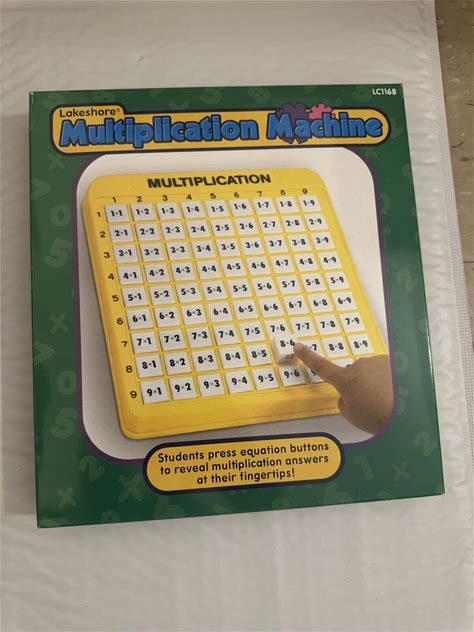 LC1168
Lakeshore®
Multiplication Machine
MULTIPLICATION
1 2 3 4 5 6 7 8 9
1 1×1 1×2 1×3 1×4 1×5 1×6 1×7 1×8 1×9
2 2×1 2×2 2×3 2×4 2×5 2×6 2×7 2×8 2×9
3 3×1 3×2 3×3 3×4 3×5 3×6 3×7 3×8 3×9
4 4×1 4×2 4×3 4×4 4×5 4×6 4×7 4×8 4×9
5 5×1 5×2 5×3 5×4 5×5 5×6 5×7 5×8 5×9
6 6×1 6×2 6×3 6×4 6×5 6×6 6×7 6×8 6×9
7 7×1 7×2 7×3 7×4 7×5 7×6 7×7 7×8 7×9
8 8×1 8×2 8×3 8×4 8×5 8×6 8×8 8×9
9 9×1 9×2 9×3 9×4 9×5 9×6
Students press equation buttons
to reveal multiplication answers
at their fingertips!